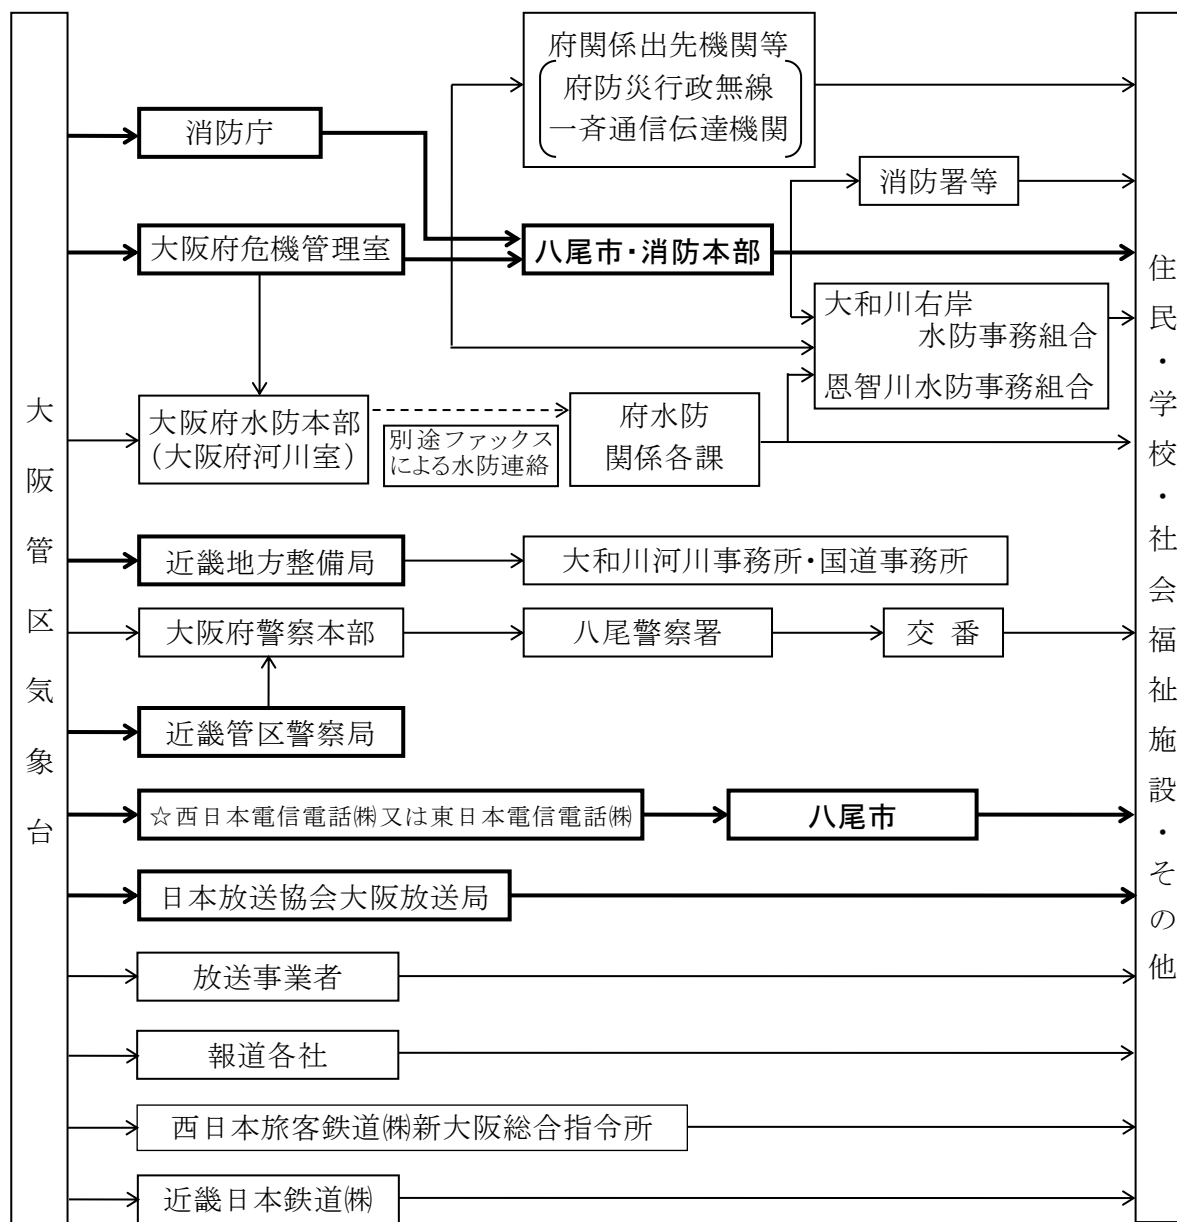 大阪管区気象台
府関係出先機関等
府防災行政無線
一斉通信伝達機関
消防庁
消防署等
大阪府危機管理室
八尾市・消防本部
大和川右岸
水防事務組合
恩智川水防事務組合
大阪府水防本部
（大阪府河川室）
別途ファックス
による水防連絡
府水防
関係各課
近畿地方整備局
大和川河川事務所・国道事務所
大阪府警察本部
八尾警察署
交番
近畿管区警察局
☆西日本電信電話㈱又は東日本電信電話㈱
八尾市
日本放送協会大阪放送局
放送事業者
報道各社
西日本旅客鉄道㈱新大阪総合指令所
近畿日本鉄道㈱
住民・学校・社会福祉施設・その他